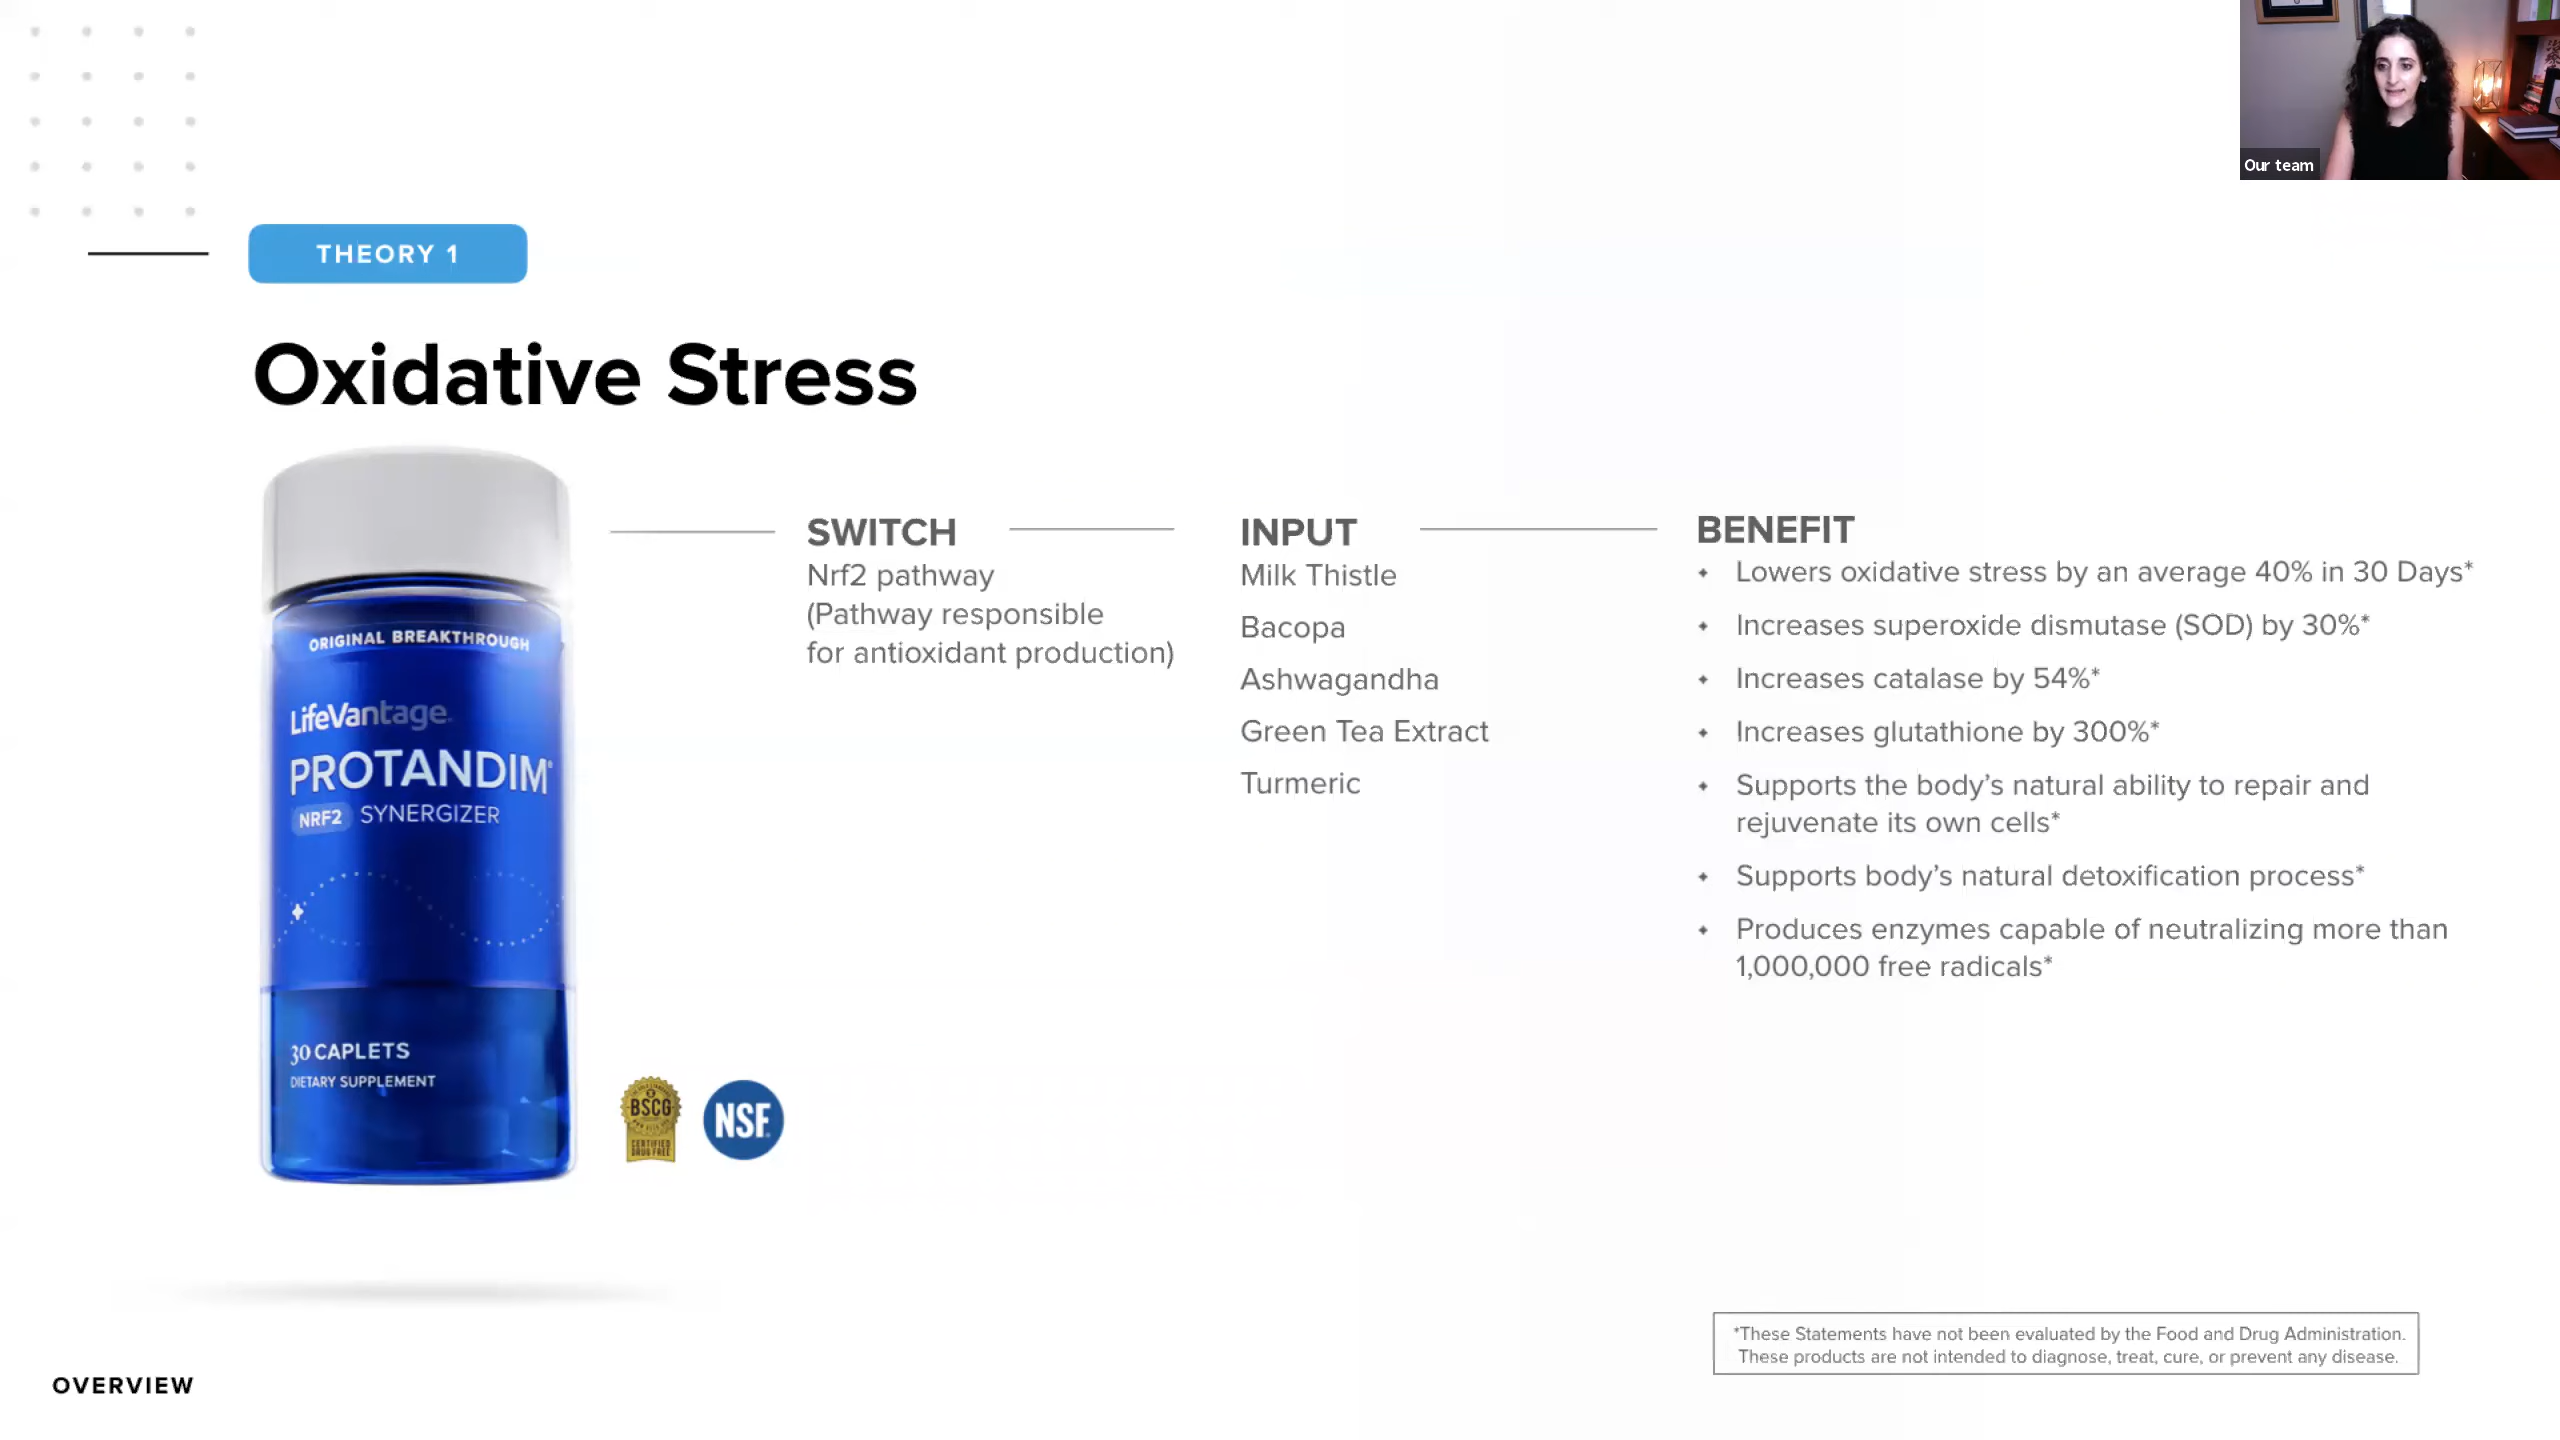 Our team
THEORY 1
Oxidative Stress
ORIGINAL BREAKTHROUGH
LifeVantage
PROTANDIM®
NRF2 SYNERGIZER
30 CAPLETS
DIETARY SUPPLEMENT
BSCG
CERTIFIED
DRUG FREE
NSF
SWITCH
Nrf2 pathway
(Pathway responsible
for antioxidant production)
INPUT
Milk Thistle
Bacopa
Ashwagandha
Green Tea Extract
Turmeric
BENEFIT
Lowers oxidative stress by an average 40% in 30 Days*
Increases superoxide dismutase (SOD) by 30%*
Increases catalase by 54%*
Increases glutathione by 300%*
Supports the body’s natural ability to repair and
rejuvenate its own cells*
Supports body’s natural detoxification process*
Produces enzymes capable of neutralizing more than
1,000,000 free radicals*
*These Statements have not been evaluated by the Food and Drug Administration.
These products are not intended to diagnose, treat, cure, or prevent any disease.
OVERVIEW